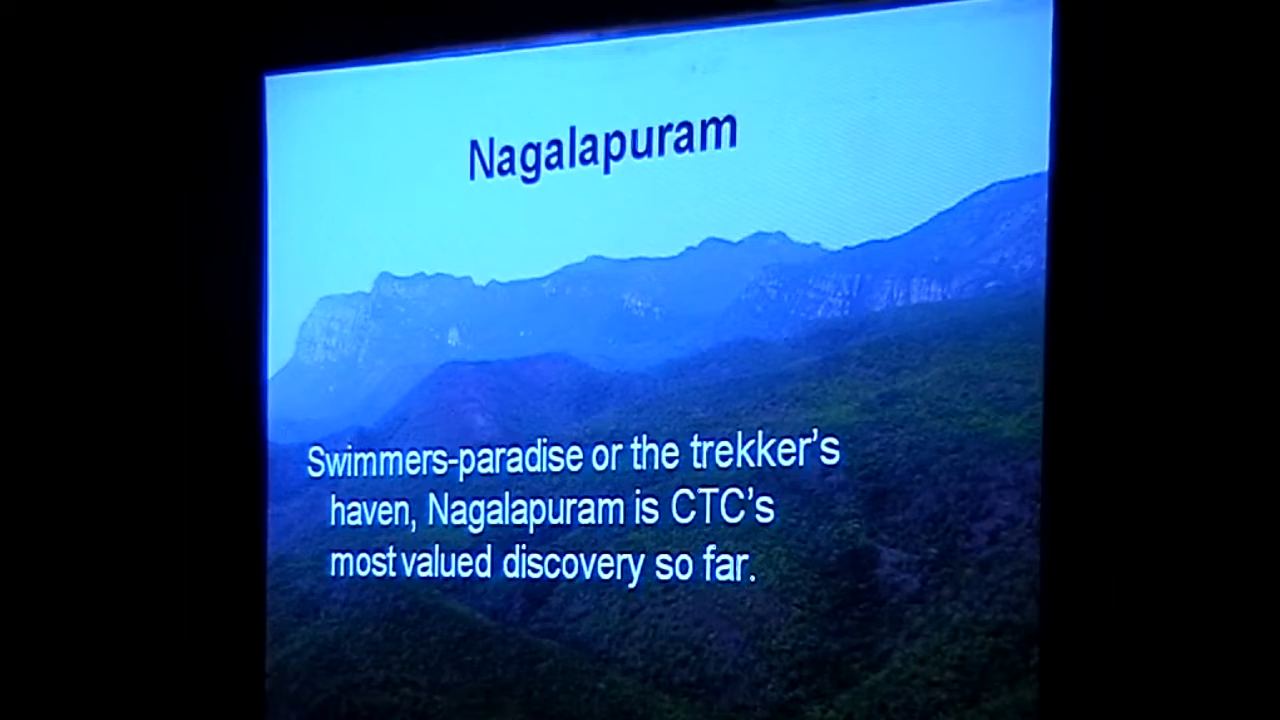 Nagalapuram
Swimmers-paradise or the trekker's
haven, Nagalapuram is CTC's
most valued discovery so far.